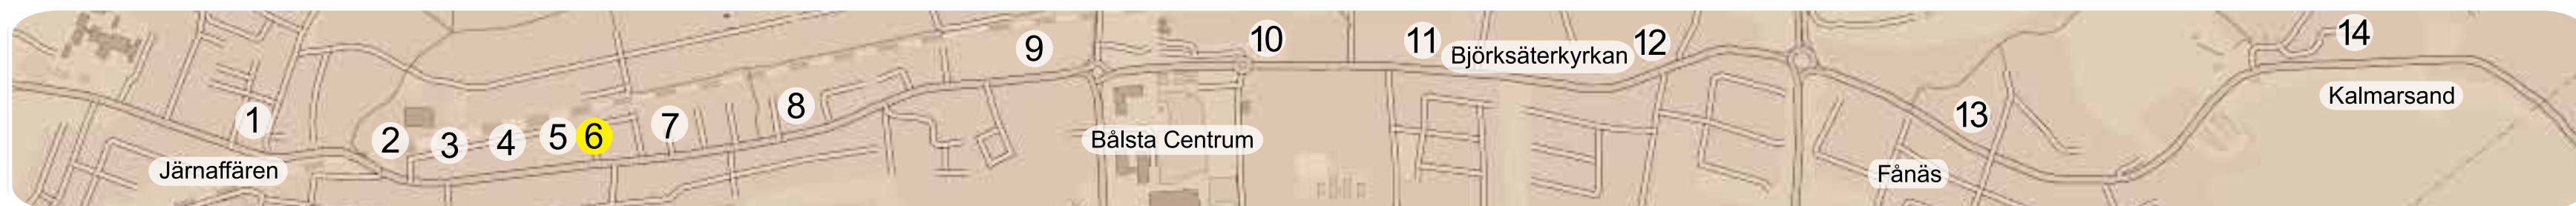 1
2
3
4
5
6
7
8
9
10
11
12
13
14
Järnaffären
Bålsta Centrum
Björksäterkyrkan
Fånäs
Kalmarsand